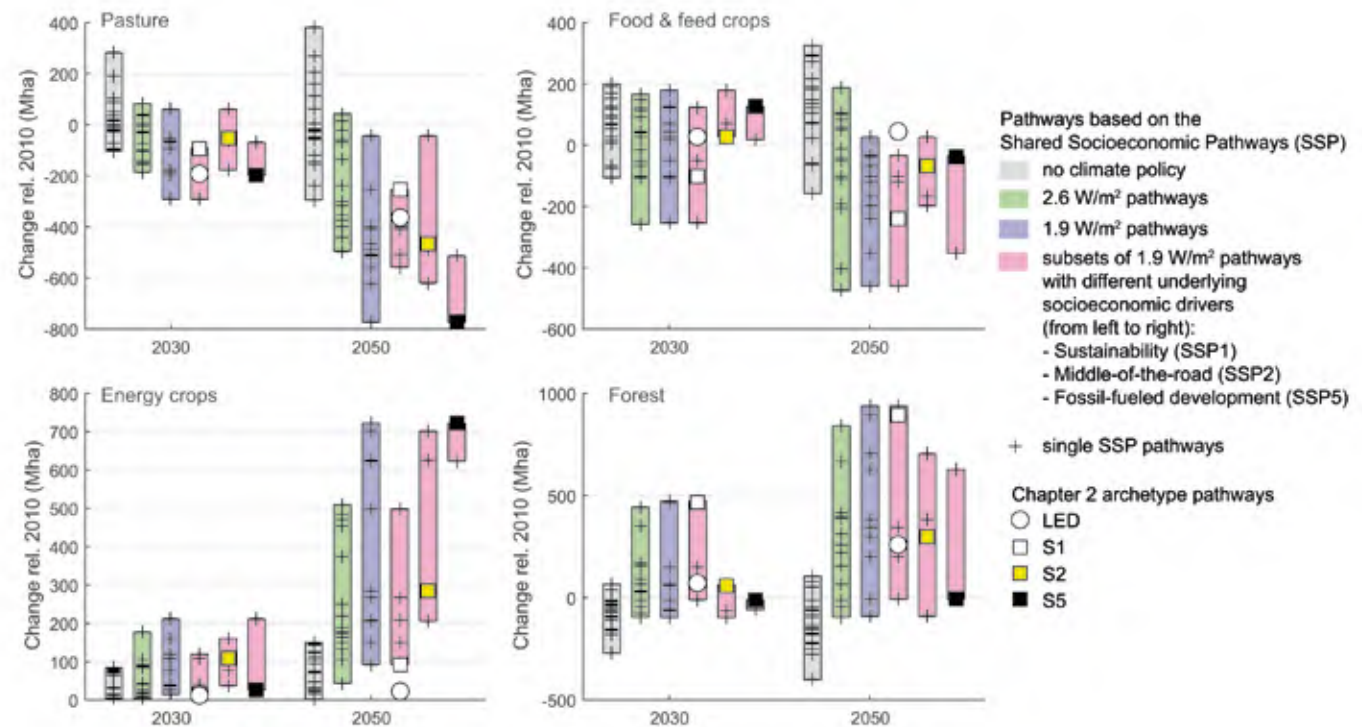 Pasture
Change rel. 2010 (Mha)
400
200
0
-200
-400
-600
-800
2030
2050
Food & feed crops
Change rel. 2010 (Mha)
400
200
0
-200
-400
-600
2030
2050
Energy crops
Change rel. 2010 (Mha)
800
700
600
500
400
300
200
100
0
2030
2050
Forest
Change rel. 2010 (Mha)
1000
500
0
-500
2030
2050
Pathways based on the
Shared Socioeconomic Pathways (SSP)
no climate policy
2.6 W/m² pathways
1.9 W/m² pathways
subsets of 1.9 W/m² pathways
with different underlying
socioeconomic drivers
(from left to right):
- Sustainability (SSP1)
- Middle-of-the-road (SSP2)
- Fossil-fueled development (SSP5)
single SSP pathways
Chapter 2 archetype pathways
LED
S1
S2
S5